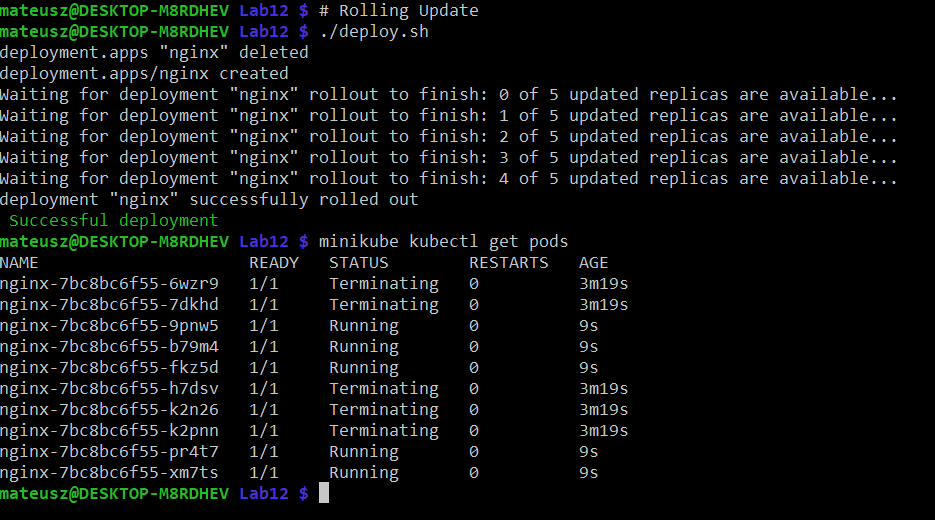 mateusz@DESKTOP-M8RDHEV Lab12 $ # Rolling Update
mateusz@DESKTOP-M8RDHEV Lab12 $ ./deploy.sh
deployment.apps "nginx" deleted
deployment.apps/nginx created
Waiting for deployment "nginx" rollout to finish: 0 of 5 updated replicas are available...
Waiting for deployment "nginx" rollout to finish: 1 of 5 updated replicas are available...
Waiting for deployment "nginx" rollout to finish: 2 of 5 updated replicas are available...
Waiting for deployment "nginx" rollout to finish: 3 of 5 updated replicas are available...
Waiting for deployment "nginx" rollout to finish: 4 of 5 updated replicas are available...
deployment "nginx" successfully rolled out
 Successful deployment
mateusz@DESKTOP-M8RDHEV Lab12 $ minikube kubectl get pods
NAME                     READY   STATUS        RESTARTS   AGE
nginx-7bc8bc6f55-6wzr9   1/1     Terminating   0          3m19s
nginx-7bc8bc6f55-7dkhd   1/1     Terminating   0          3m19s
nginx-7bc8bc6f55-9pnw5   1/1     Running       0          9s
nginx-7bc8bc6f55-b79m4   1/1     Running       0          9s
nginx-7bc8bc6f55-fkz5d   1/1     Running       0          9s
nginx-7bc8bc6f55-h7dsv   1/1     Terminating   0          3m19s
nginx-7bc8bc6f55-k2n26   1/1     Terminating   0          3m19s
nginx-7bc8bc6f55-k2pnn   1/1     Terminating   0          3m19s
nginx-7bc8bc6f55-pr4t7   1/1     Running       0          9s
nginx-7bc8bc6f55-xm7ts   1/1     Running       0          9s
mateusz@DESKTOP-M8RDHEV Lab12 $